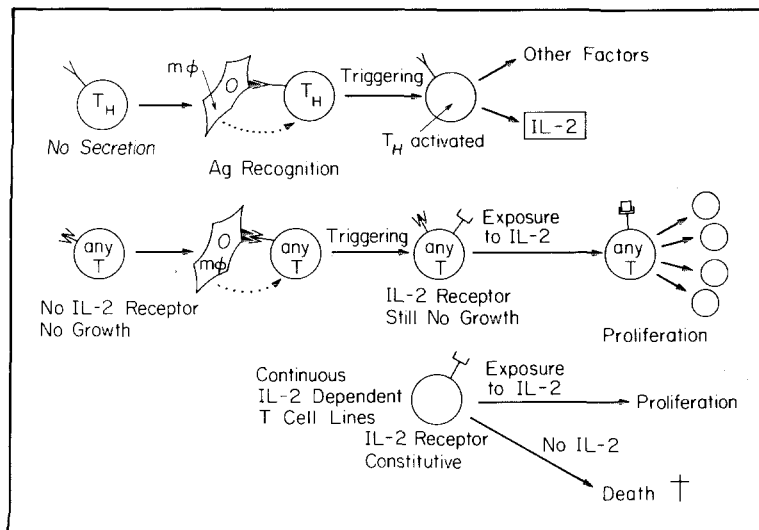 mφ
T_H
No Secretion
T_H
Ag Recognition
Triggering
T_H activated
Other Factors
IL-2
any
T
No IL-2 Receptor
No Growth
mφ
any
T
Triggering
any
T
IL-2 Receptor
Still No Growth
Exposure
to IL-2
any
T
Proliferation
Continuous
IL-2 Dependent
T Cell Lines
IL-2 Receptor
Constitutive
Exposure
to IL-2
Proliferation
No IL-2
Death †